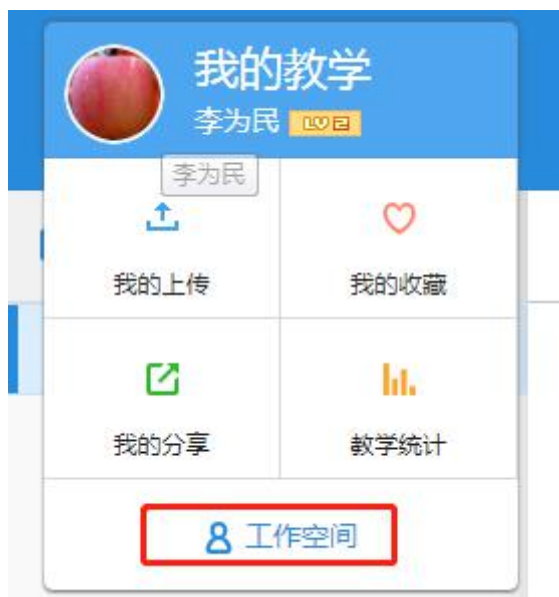 我的教学
李为民 LV2
李为民
我的上传 我的收藏
我的分享 教学统计
工作空间